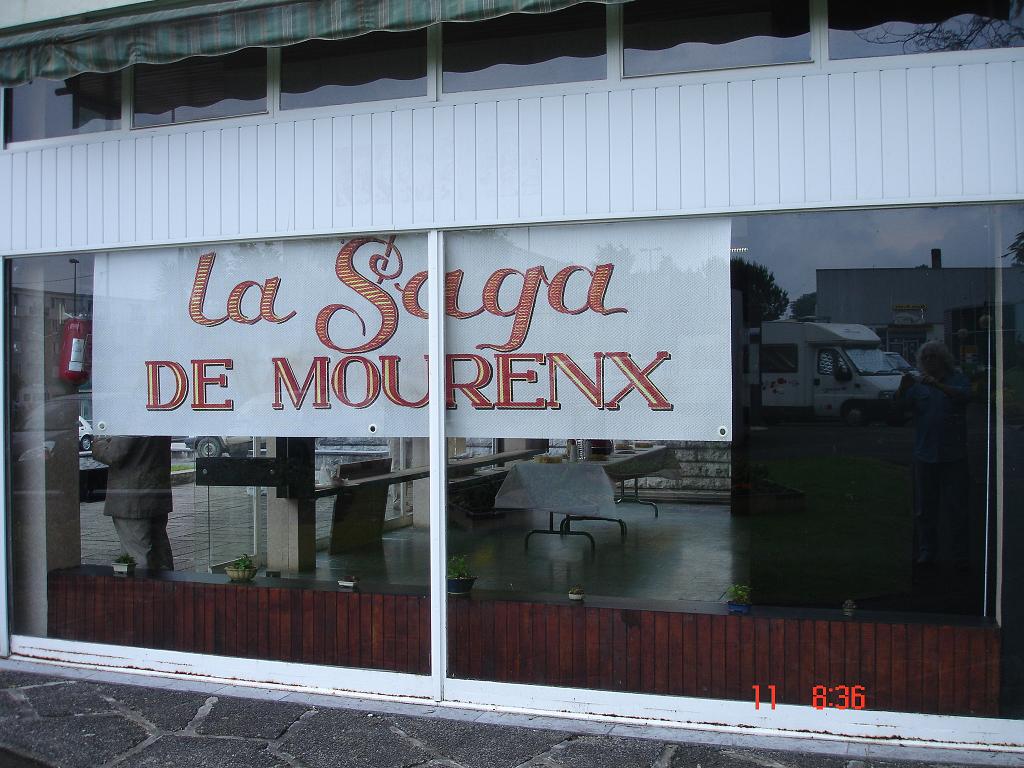 La Saga
DE MOURENX
11 8:36